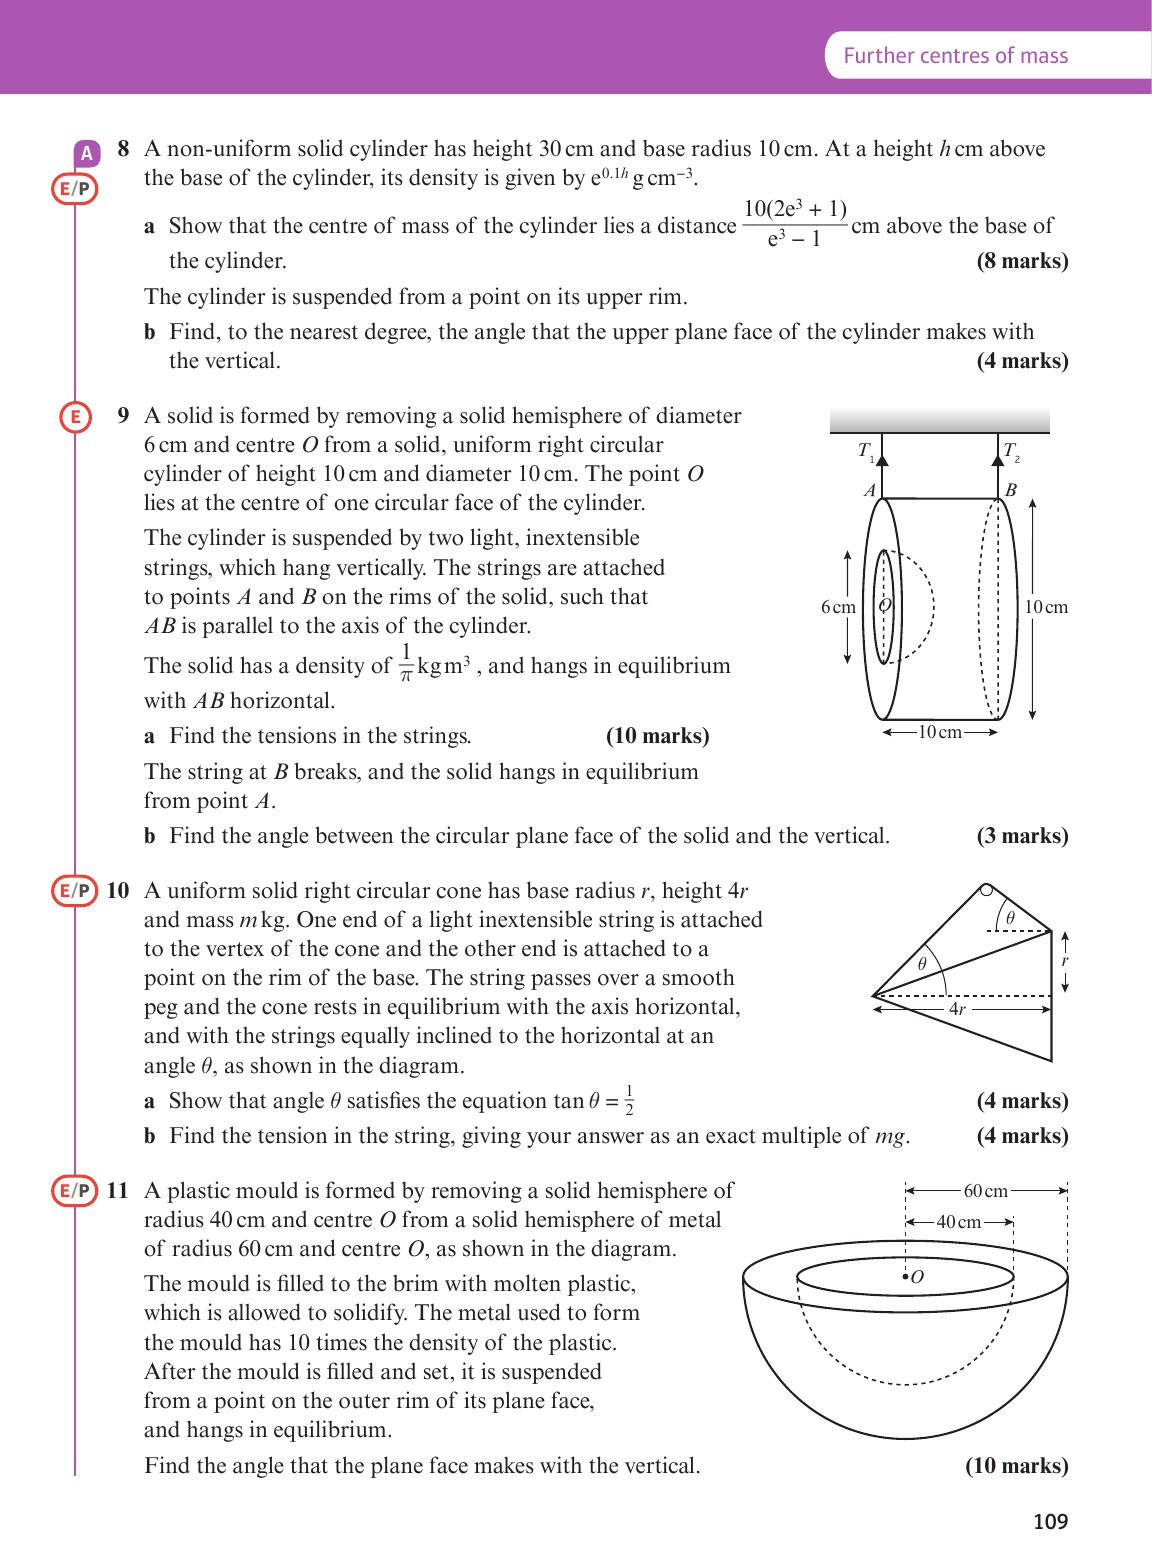 Further centres of mass
A
E/P
8 A non-uniform solid cylinder has height 30 cm and base radius 10 cm. At a height h cm above
the base of the cylinder, its density is given by e^0.1h g cm⁻³.
a Show that the centre of mass of the cylinder lies a distance 10(2e³ + 1)/(e³ − 1) cm above the base of
the cylinder. (8 marks)
The cylinder is suspended from a point on its upper rim.
b Find, to the nearest degree, the angle that the upper plane face of the cylinder makes with
the vertical. (4 marks)
E
9 A solid is formed by removing a solid hemisphere of diameter
6 cm and centre O from a solid, uniform right circular
cylinder of height 10 cm and diameter 10 cm. The point O
lies at the centre of one circular face of the cylinder.
The cylinder is suspended by two light, inextensible
strings, which hang vertically. The strings are attached
to points A and B on the rims of the solid, such that
AB is parallel to the axis of the cylinder.
The solid has a density of 1/π kg m³ , and hangs in equilibrium
with AB horizontal.
a Find the tensions in the strings. (10 marks)
The string at B breaks, and the solid hangs in equilibrium
from point A.
b Find the angle between the circular plane face of the solid and the vertical. (3 marks)
T₁
T₂
A
B
6 cm
O
10 cm
10 cm
E/P
10 A uniform solid right circular cone has base radius r, height 4r
and mass m kg. One end of a light inextensible string is attached
to the vertex of the cone and the other end is attached to a
point on the rim of the base. The string passes over a smooth
peg and the cone rests in equilibrium with the axis horizontal,
and with the strings equally inclined to the horizontal at an
angle θ, as shown in the diagram.
a Show that angle θ satisfies the equation tan θ = 1/2 (4 marks)
b Find the tension in the string, giving your answer as an exact multiple of mg. (4 marks)
θ
θ
r
4r
E/P
11 A plastic mould is formed by removing a solid hemisphere of
radius 40 cm and centre O from a solid hemisphere of metal
of radius 60 cm and centre O, as shown in the diagram.
The mould is filled to the brim with molten plastic,
which is allowed to solidify. The metal used to form
the mould has 10 times the density of the plastic.
After the mould is filled and set, it is suspended
from a point on the outer rim of its plane face,
and hangs in equilibrium.
Find the angle that the plane face makes with the vertical. (10 marks)
60 cm
40 cm
O
109